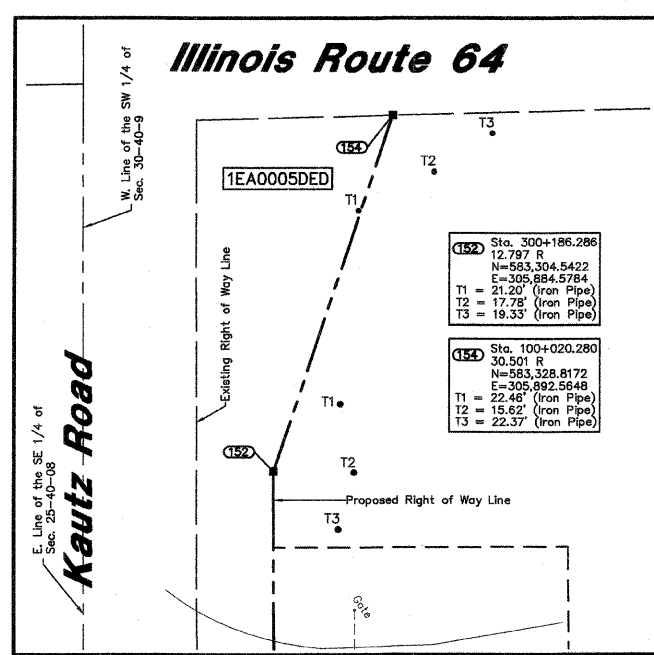 Illinois Route 64
W. Line of the SW 1/4 of
Sec. 30-40-9
154
T3
T2
1EA0005DED
T1
152 Sta. 300+186.286
12.797 R
N=583,304.5422
E=305,884.5784
T1 = 21.20' (Iron Pipe)
T2 = 17.78' (Iron Pipe)
T3 = 19.33' (Iron Pipe)
Existing Right of Way Line
154 Sta. 100+020.280
30.501 R
N=583,328.8172
E=305,892.5648
T1 = 22.46' (Iron Pipe)
T2 = 15.62' (Iron Pipe)
T3 = 22.37' (Iron Pipe)
Kautz Road
T1
152
T2
Proposed Right of Way Line
T3
E. Line of the SE 1/4 of
Sec. 25-40-08
Gate